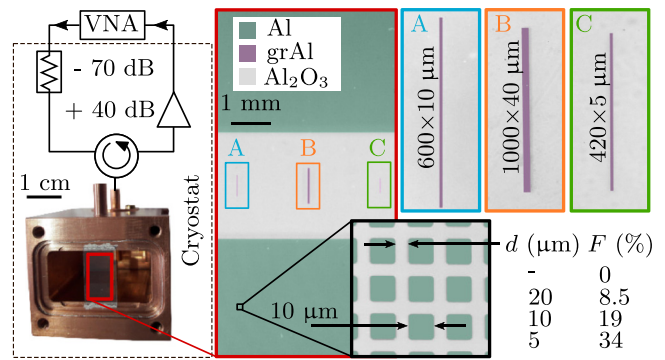 VNA
- 70 dB
+ 40 dB
1 cm
Cryostat
Al
grAl
Al₂O₃
1 mm
A
B
C
10 μm
A
600×10 μm
B
1000×40 μm
C
420×5 μm
d (μm) F (%)
- 0
20 8.5
10 19
5 34